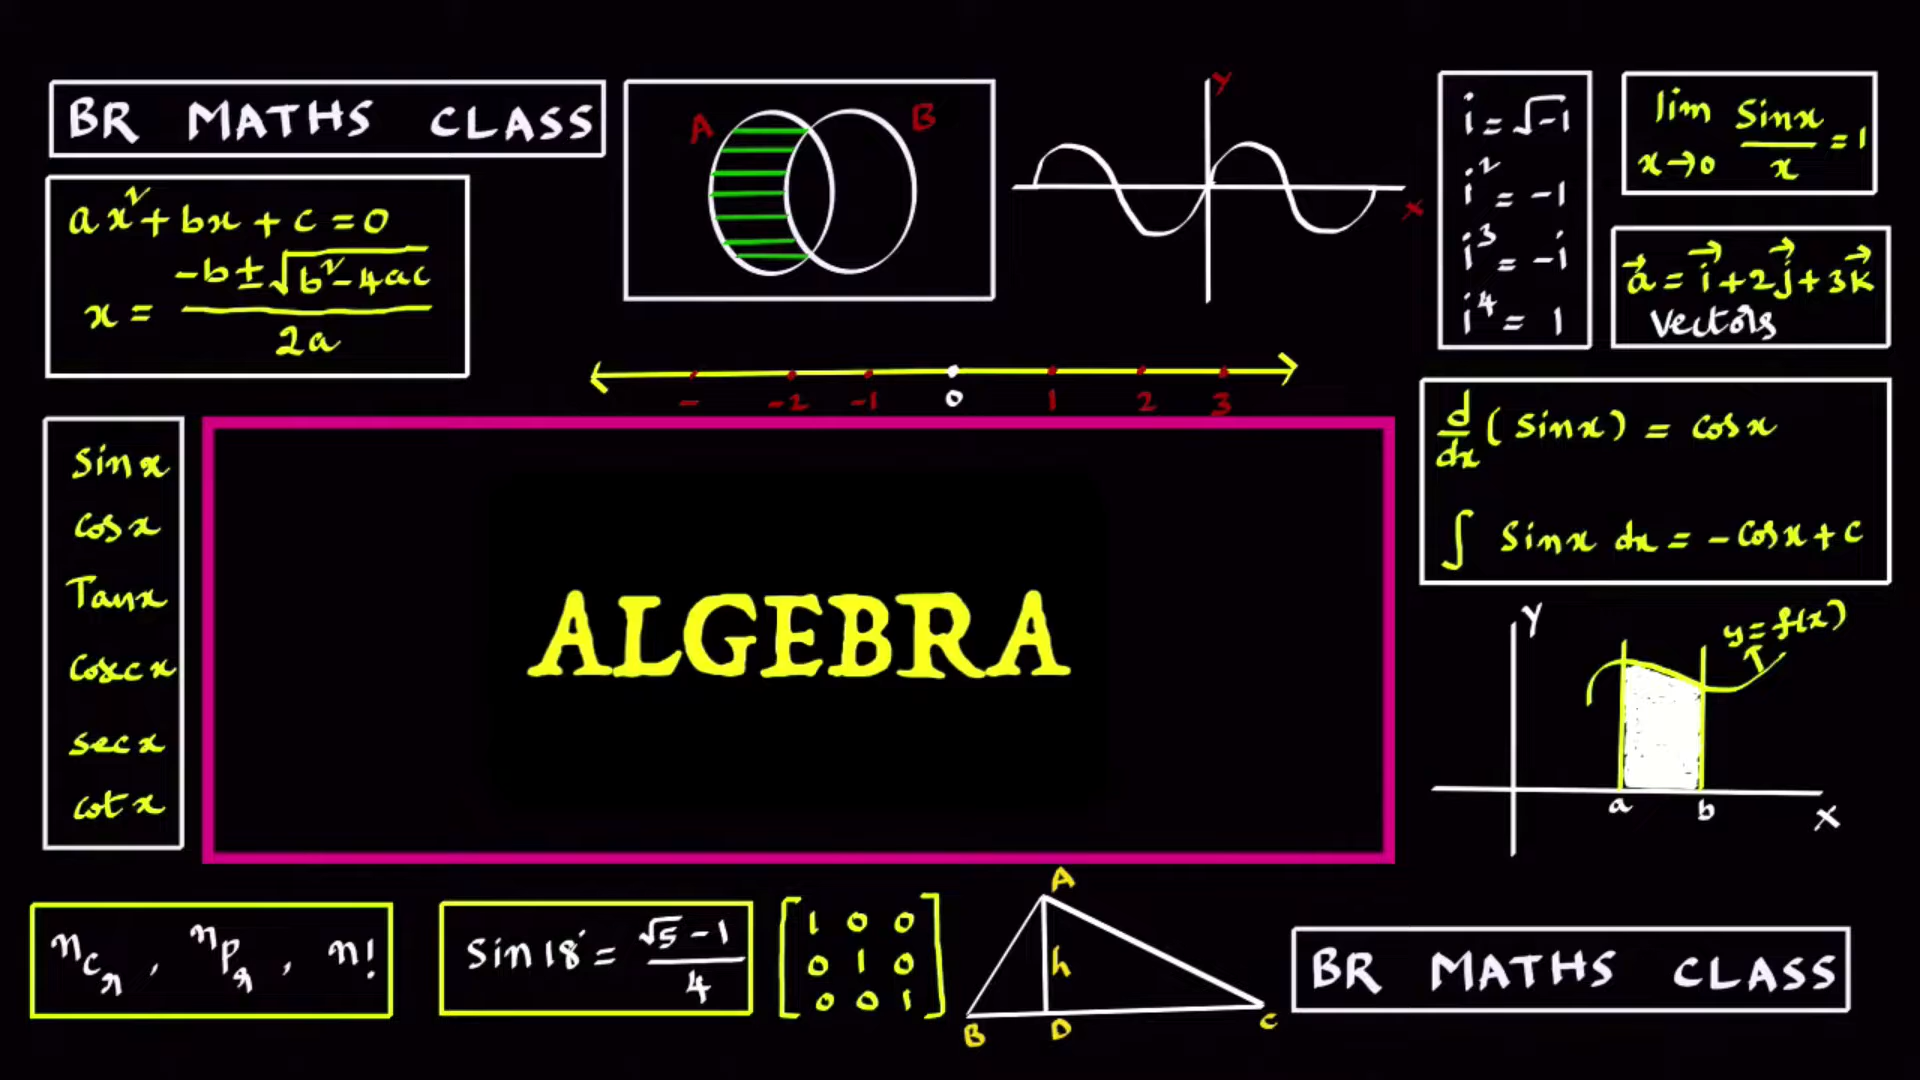 BR MATHS CLASS
ax² + bx + c = 0
x = -b ± √b² - 4ac / 2a
A B
Y
X
i = √-1
i² = -1
i³ = -i
i⁴ = 1
lim x→0 Sinx / x = 1
a⃗ = i⃗ + 2j⃗ + 3k⃗
Vectors
- -2 -1 0 1 2 3
d/dx (Sinx) = Cosx
∫ Sinx dx = -Cosx + C
Sinx
Cosx
Tanx
Cosecx
Secx
Cotx
ALGEBRA
Y
y = f(x)
a b
X
nCr , nPr , n!
Sin 18° = √5 - 1 / 4
1 0 0
0 1 0
0 0 1
A
h
B D C
BR MATHS CLASS